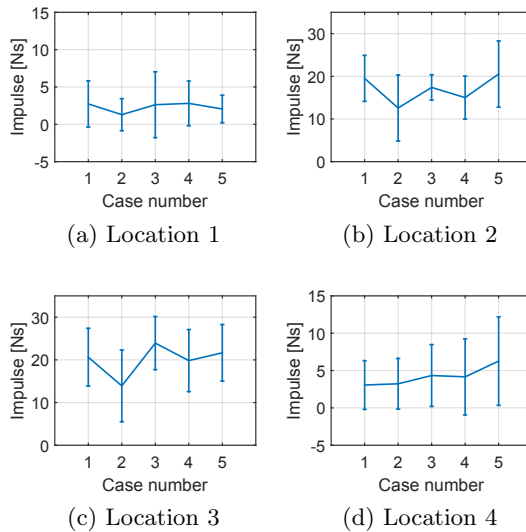 15
10
5
0
-5
Impulse [Ns]
1 2 3 4 5
Case number
(a) Location 1
30
20
10
0
Impulse [Ns]
1 2 3 4 5
Case number
(b) Location 2
30
20
10
0
Impulse [Ns]
1 2 3 4 5
Case number
(c) Location 3
15
10
5
0
-5
Impulse [Ns]
1 2 3 4 5
Case number
(d) Location 4